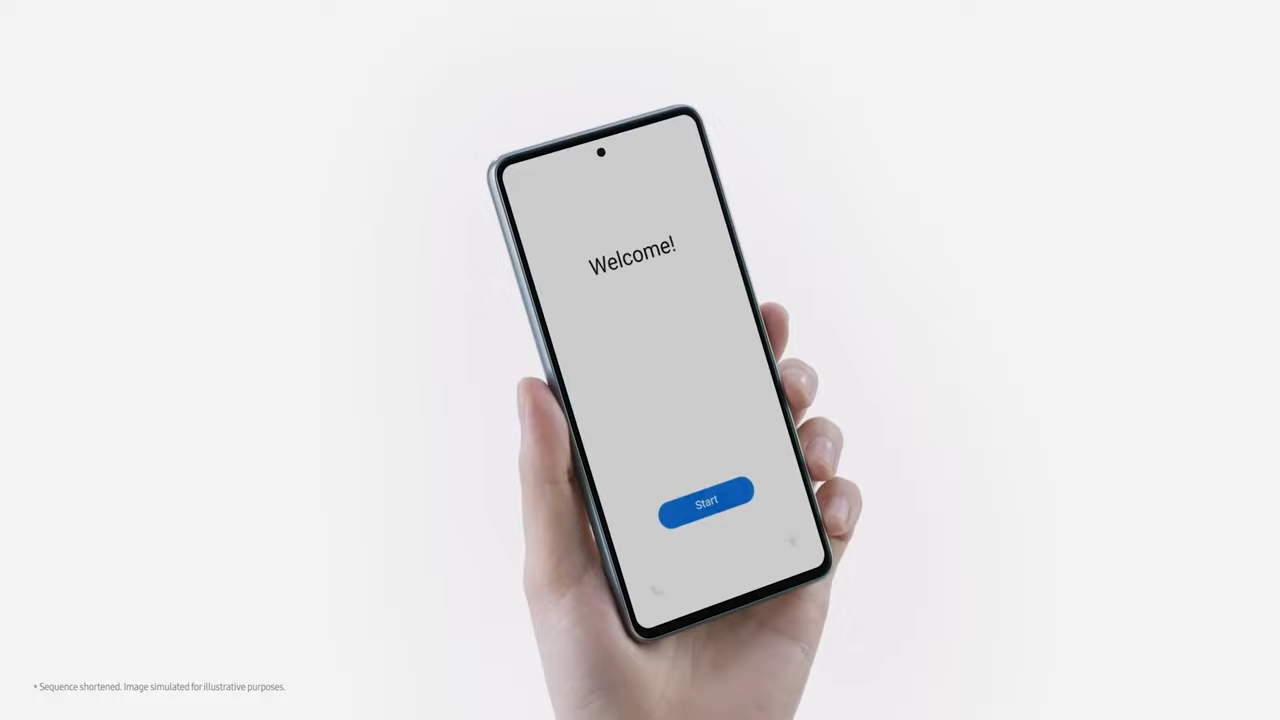 Welcome!
Start
* Sequence shortened. Image simulated for illustrative purposes.